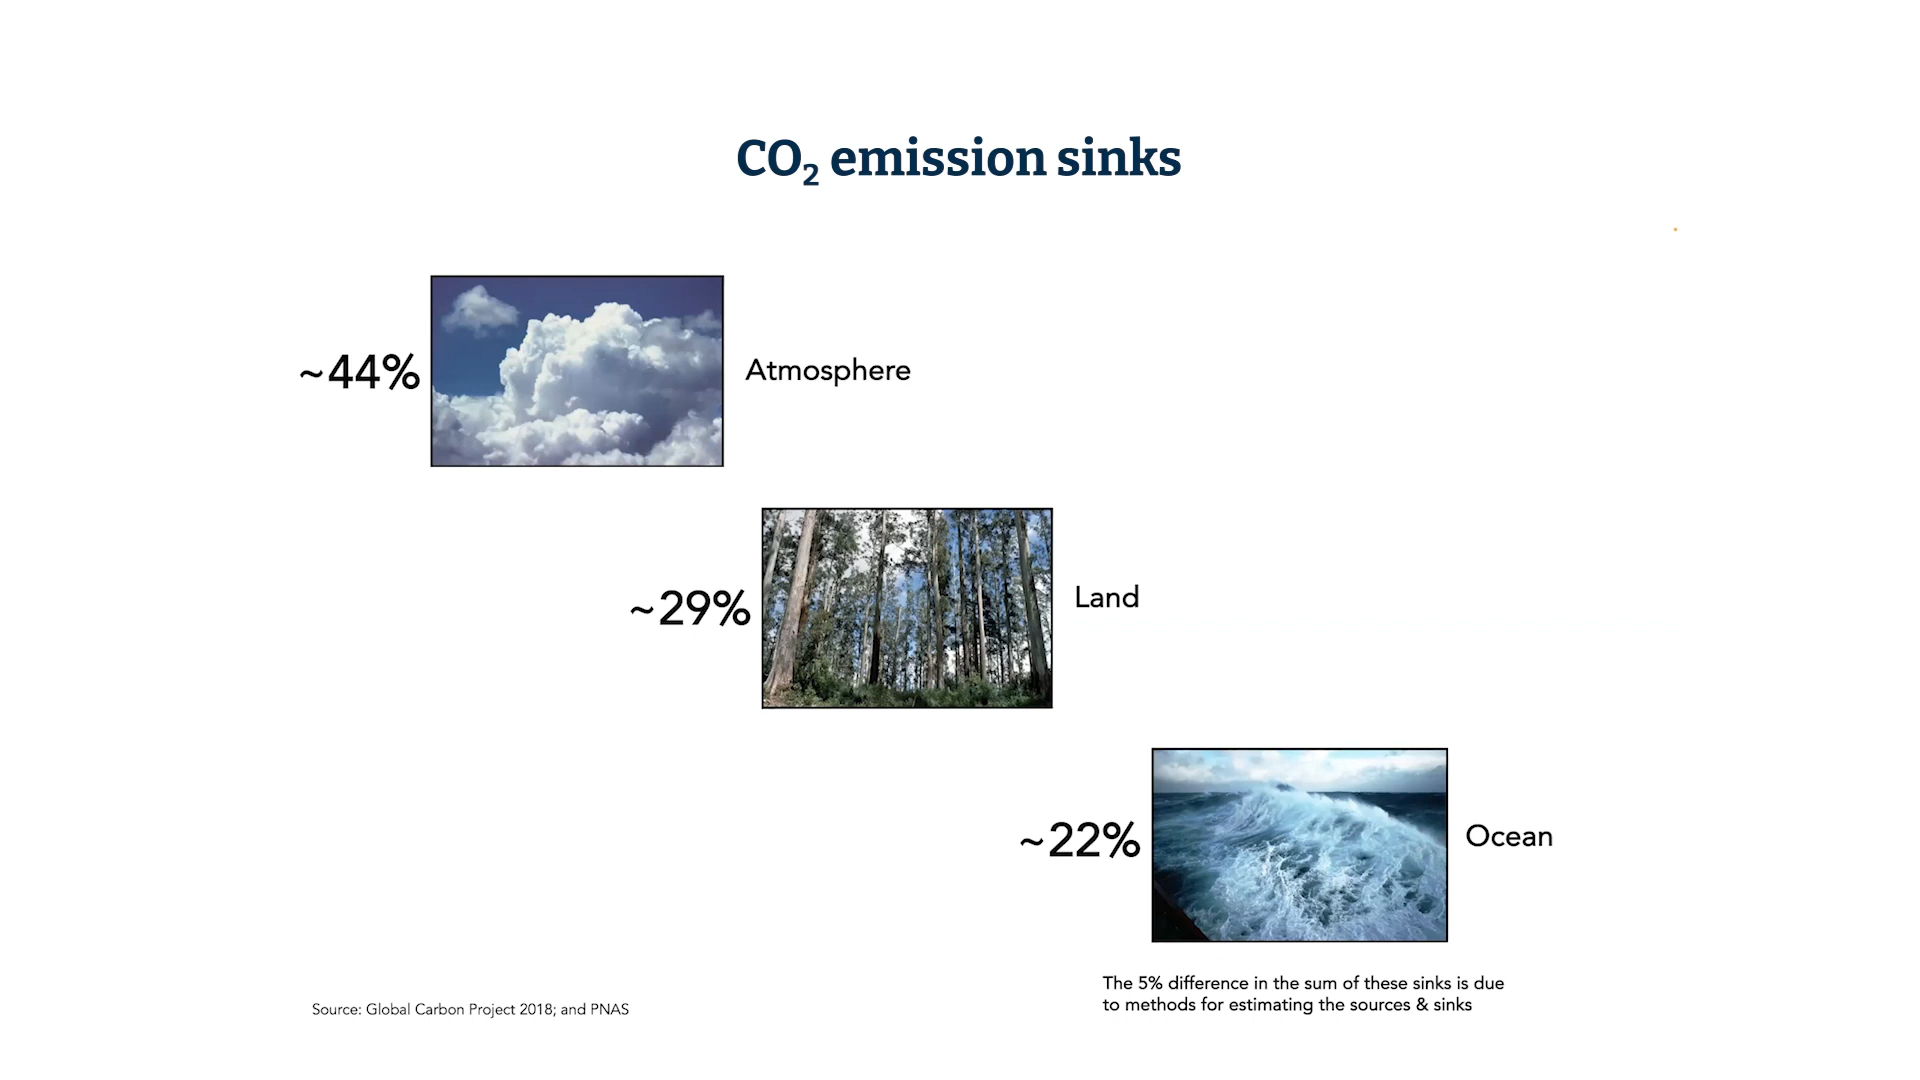 CO₂ emission sinks
~44%
Atmosphere
~29%
Land
~22%
Ocean
The 5% difference in the sum of these sinks is due
to methods for estimating the sources & sinks
Source: Global Carbon Project 2018; and PNAS